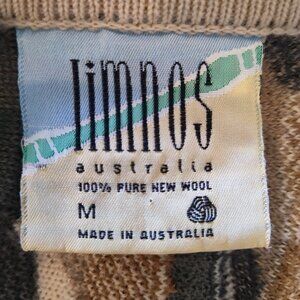 limnos
australia
100% PURE NEW WOOL
M
MADE IN AUSTRALIA